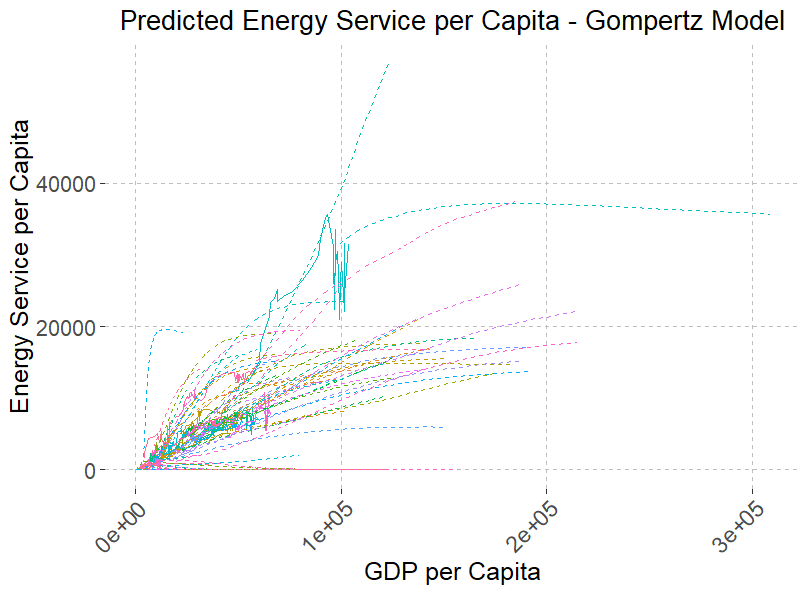 Predicted Energy Service per Capita - Gompertz Model
Energy Service per Capita
40000
20000
0
0e+00
1e+05
2e+05
3e+05
GDP per Capita